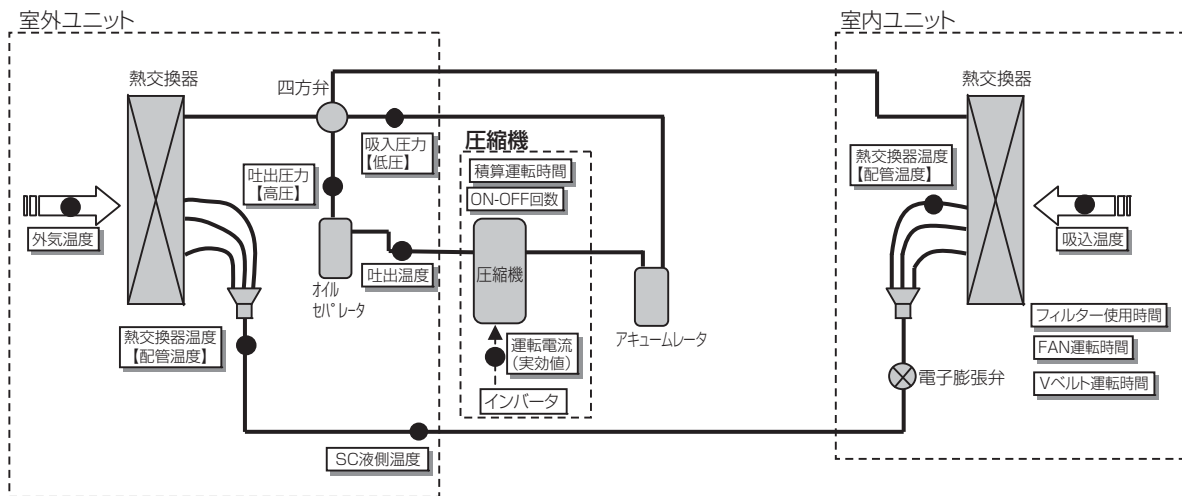 室外ユニット
室内ユニット
熱交換器
四方弁
熱交換器
吸入圧力
【低圧】
圧縮機
吐出圧力
【高圧】
積算運転時間
ON-OFF回数
熱交換器温度
【配管温度】
外気温度
吸込温度
吐出温度
圧縮機
オイル
セパレータ
熱交換器温度
【配管温度】
運転電流
(実効値)
アキュームレータ
フィルター使用時間
FAN運転時間
電子膨張弁
Vベルト運転時間
インバータ
SC液側温度